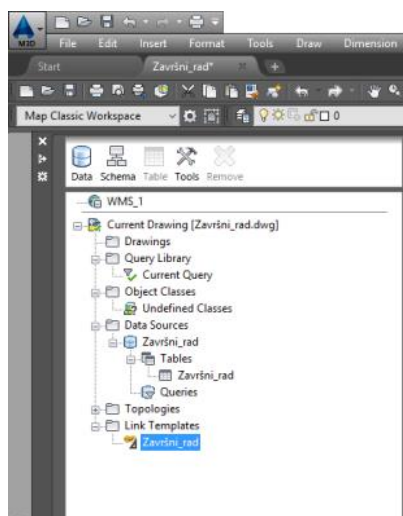 M3D
File Edit Insert Format Tools Draw Dimension
Start Završni_rad* +
Map Classic Workspace 0
Data Schema Table Tools Remove
WMS_1
Current Drawing [Završni_rad.dwg]
Drawings
Query Library
Current Query
Object Classes
Undefined Classes
Data Sources
Završni_rad
Tables
Završni_rad
Queries
Topologies
Link Templates
Završni_rad